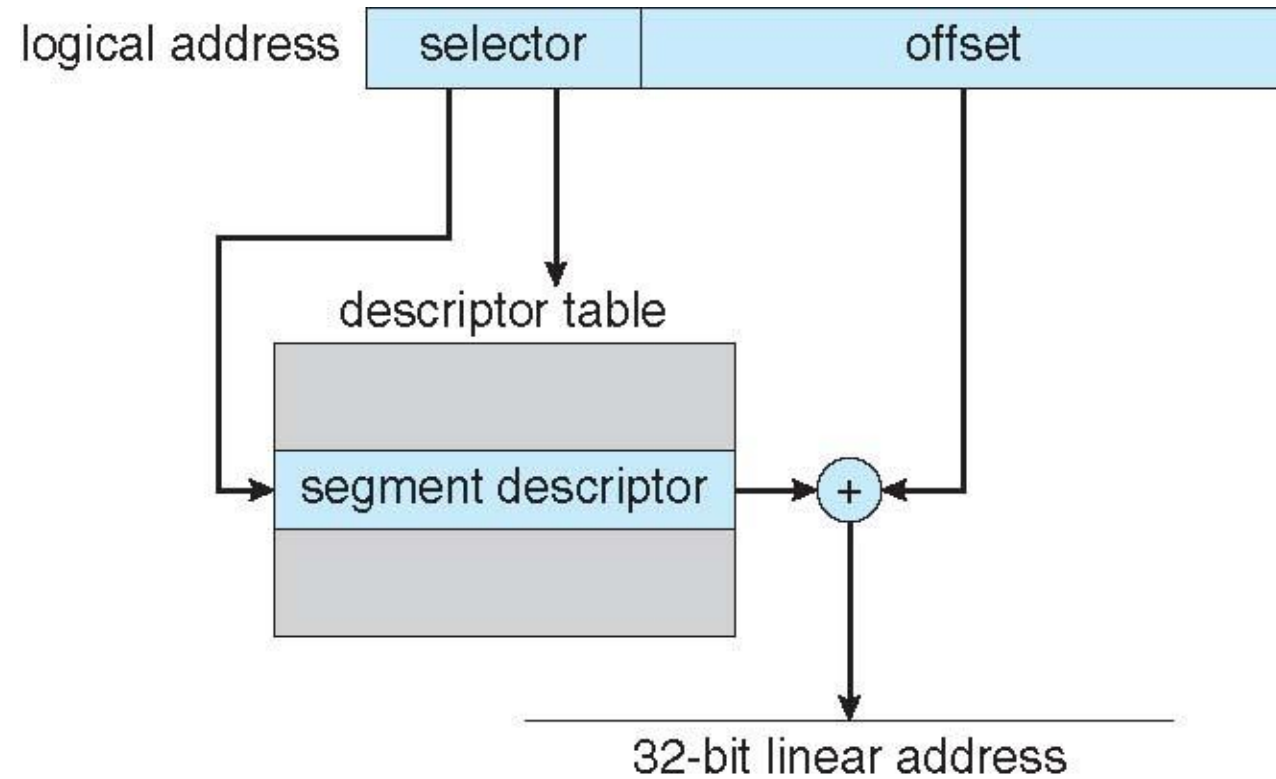 logical address selector offset
descriptor table
segment descriptor +
32-bit linear address